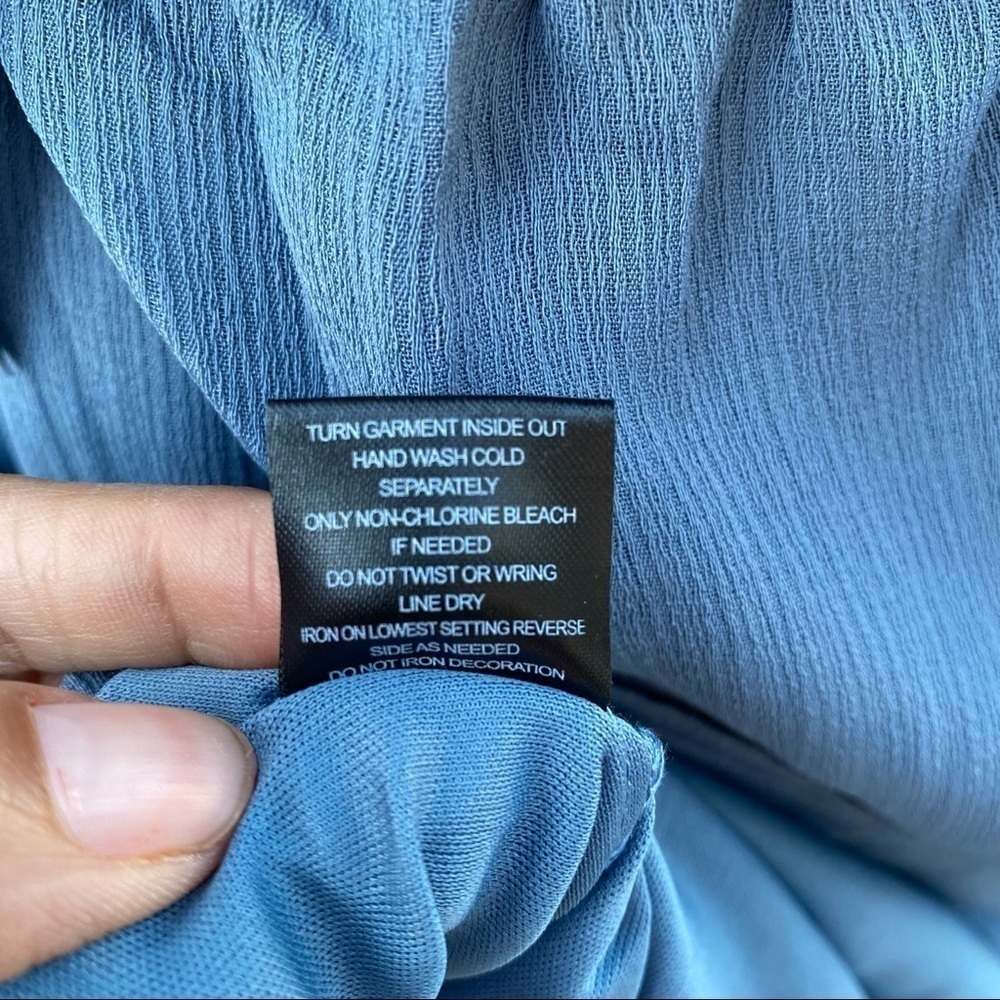 TURN GARMENT INSIDE OUT
HAND WASH COLD
SEPARATELY
ONLY NON-CHLORINE BLEACH
IF NEEDED
DO NOT TWIST OR WRING
LINE DRY
IRON ON LOWEST SETTING REVERSE
SIDE AS NEEDED
DO NOT IRON DECORATION